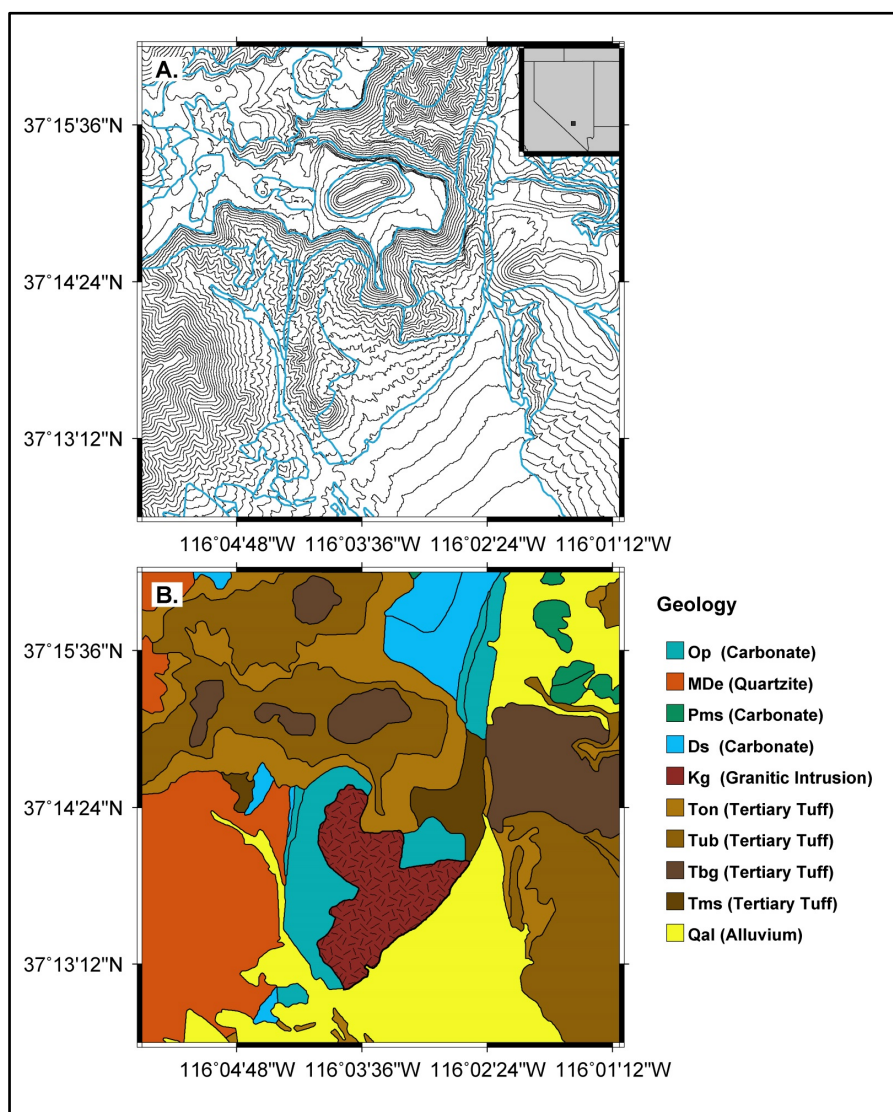 A.
37°15'36"N
37°14'24"N
37°13'12"N
116°04'48"W 116°03'36"W 116°02'24"W 116°01'12"W
B.
37°15'36"N
37°14'24"N
37°13'12"N
116°04'48"W 116°03'36"W 116°02'24"W 116°01'12"W
Geology
Op (Carbonate)
MDe (Quartzite)
Pms (Carbonate)
Ds (Carbonate)
Kg (Granitic Intrusion)
Ton (Tertiary Tuff)
Tub (Tertiary Tuff)
Tbg (Tertiary Tuff)
Tms (Tertiary Tuff)
Qal (Alluvium)